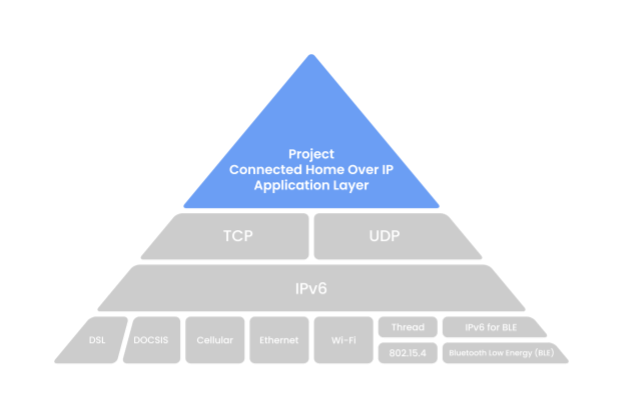 Project
Connected Home Over IP
Application Layer
TCP
UDP
IPv6
DSL
DOCSIS
Cellular
Ethernet
Wi-Fi
Thread
802.15.4
IPv6 for BLE
Bluetooth Low Energy (BLE)